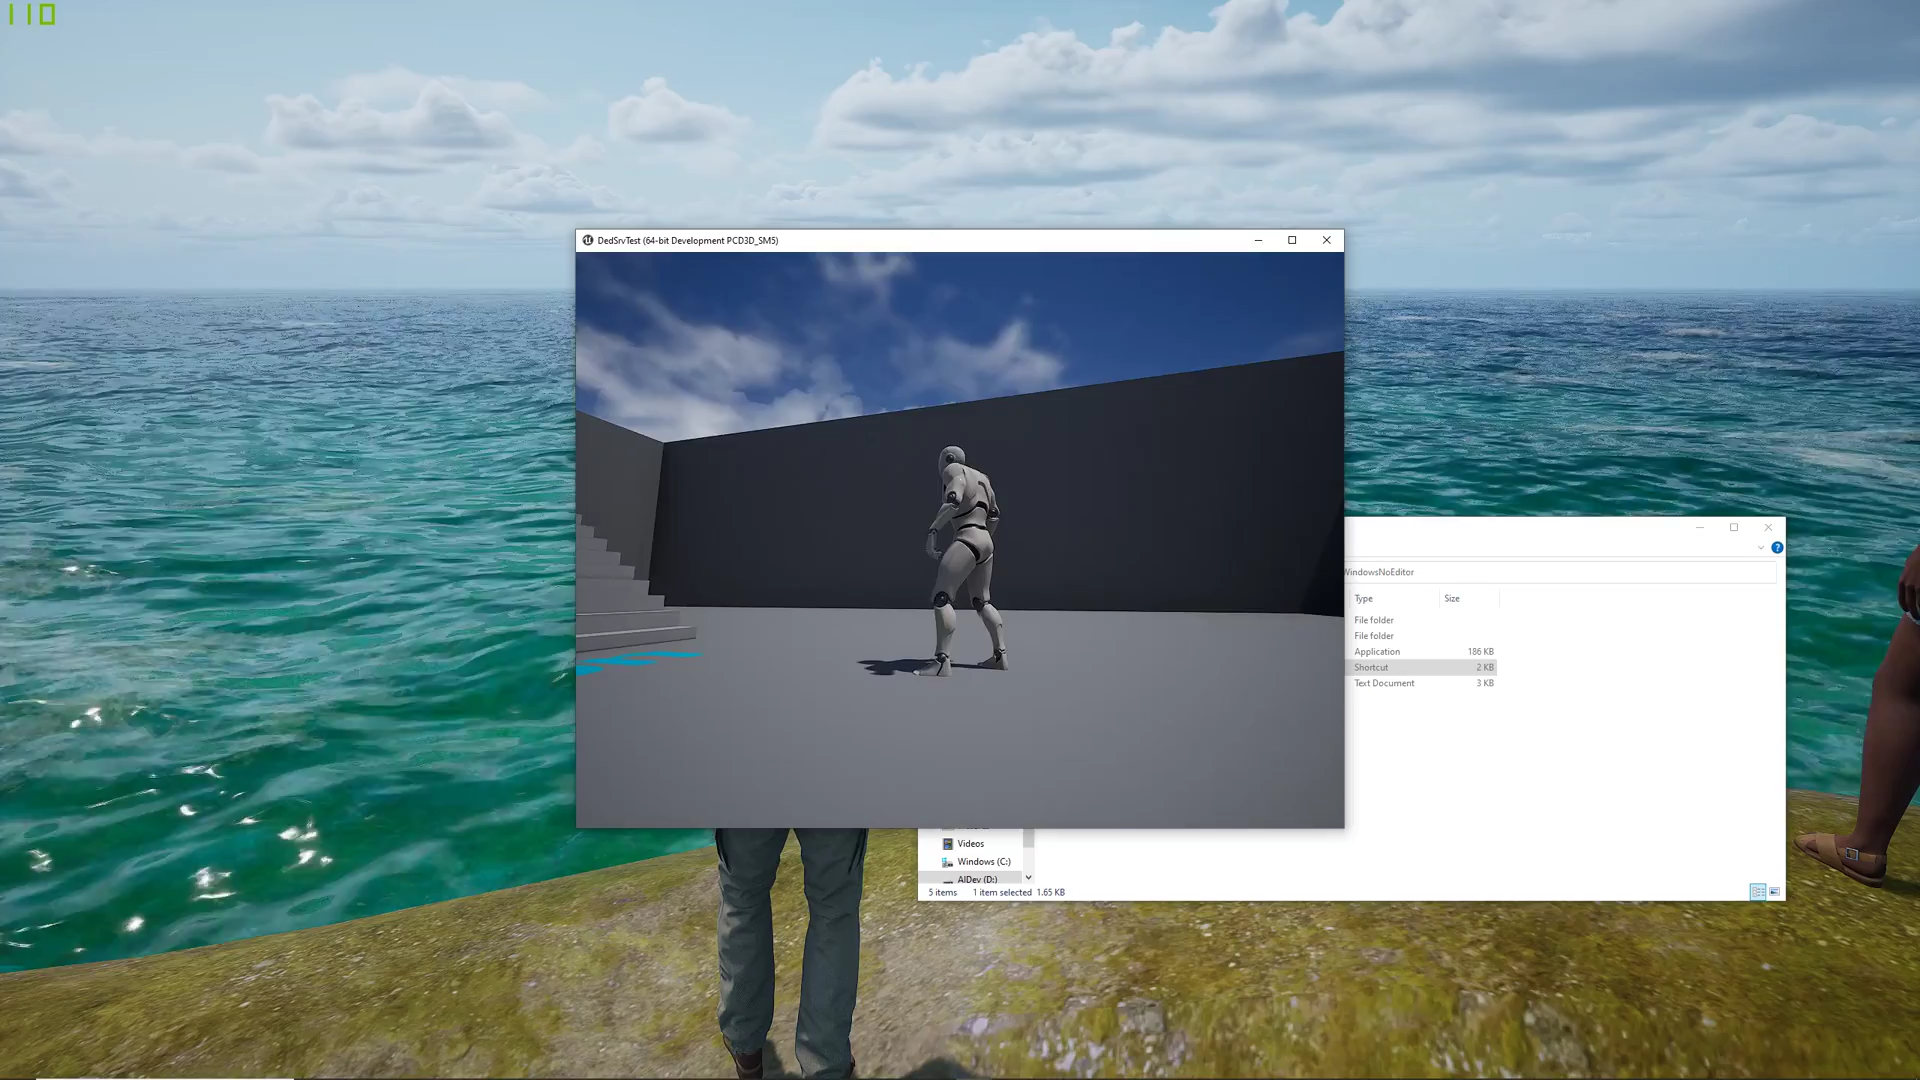 110
DedSrvTest (64-bit Development PCD3D_SM5)
WindowsNoEditor
Type Size
File folder
File folder
Application 186 KB
Shortcut 2 KB
Text Document 3 KB
Videos
Windows (C:)
AIDev (D:)
5 items 1 item selected 1.65 KB